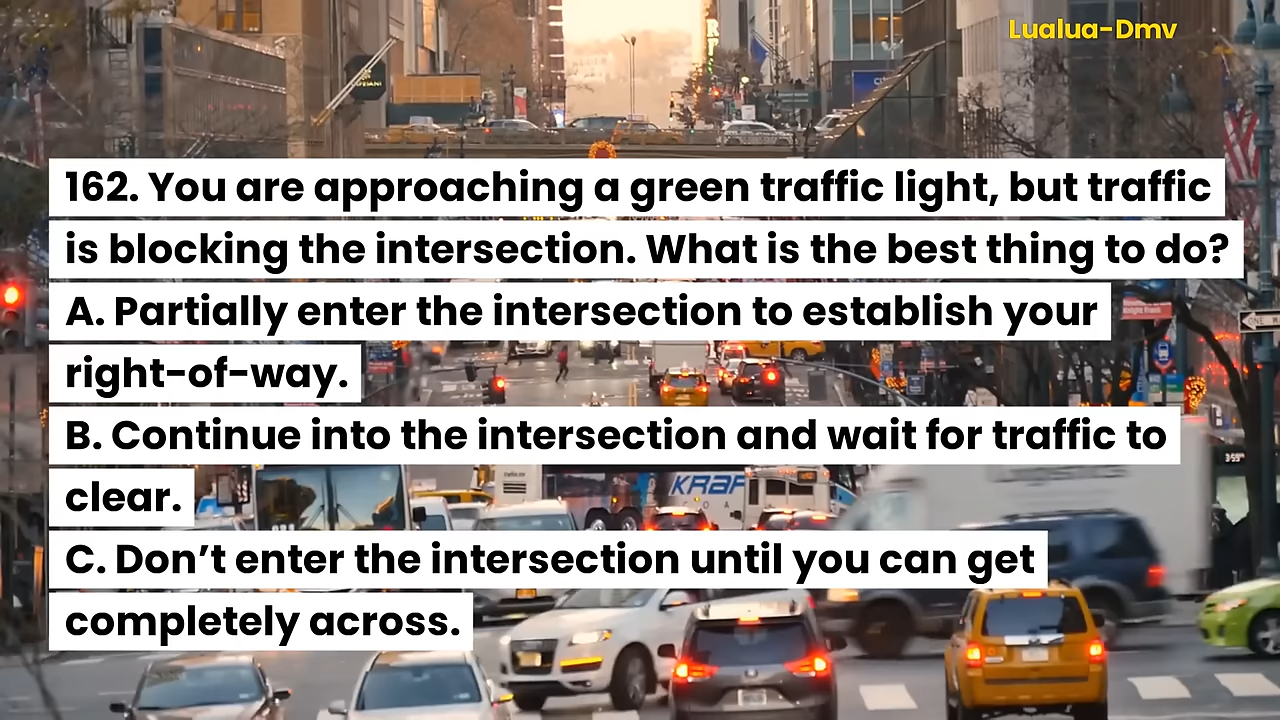 Lualua-Dmv
162. You are approaching a green traffic light, but traffic
is blocking the intersection. What is the best thing to do?
A. Partially enter the intersection to establish your
right-of-way.
B. Continue into the intersection and wait for traffic to
clear.
C. Don’t enter the intersection until you can get
completely across.
KRAF
ONE W